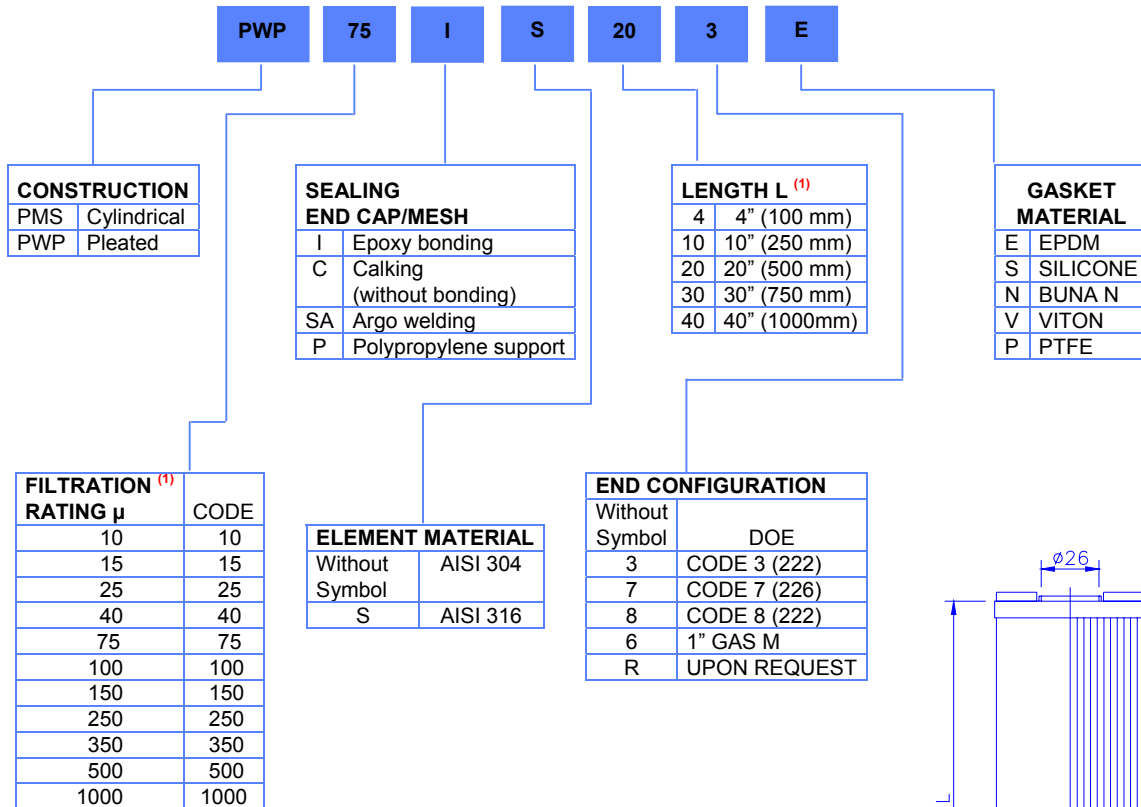 PWP 75 I S 20 3 E
CONSTRUCTION
PMS Cylindrical
PWP Pleated
SEALING
END CAP/MESH
I Epoxy bonding
C Calking
(without bonding)
SA Argo welding
P Polypropylene support
LENGTH L (1)
4 4” (100 mm)
10 10” (250 mm)
20 20” (500 mm)
30 30” (750 mm)
40 40” (1000mm)
GASKET
MATERIAL
E EPDM
S SILICONE
N BUNA N
V VITON
P PTFE
FILTRATION (1)
RATING µ CODE
10 10
15 15
25 25
40 40
75 75
100 100
150 150
250 250
350 350
500 500
1000 1000
ELEMENT MATERIAL
Without AISI 304
Symbol
S AISI 316
END CONFIGURATION
Without
Symbol DOE
3 CODE 3 (222)
7 CODE 7 (226)
8 CODE 8 (222)
6 1” GAS M
R UPON REQUEST
ø26
L